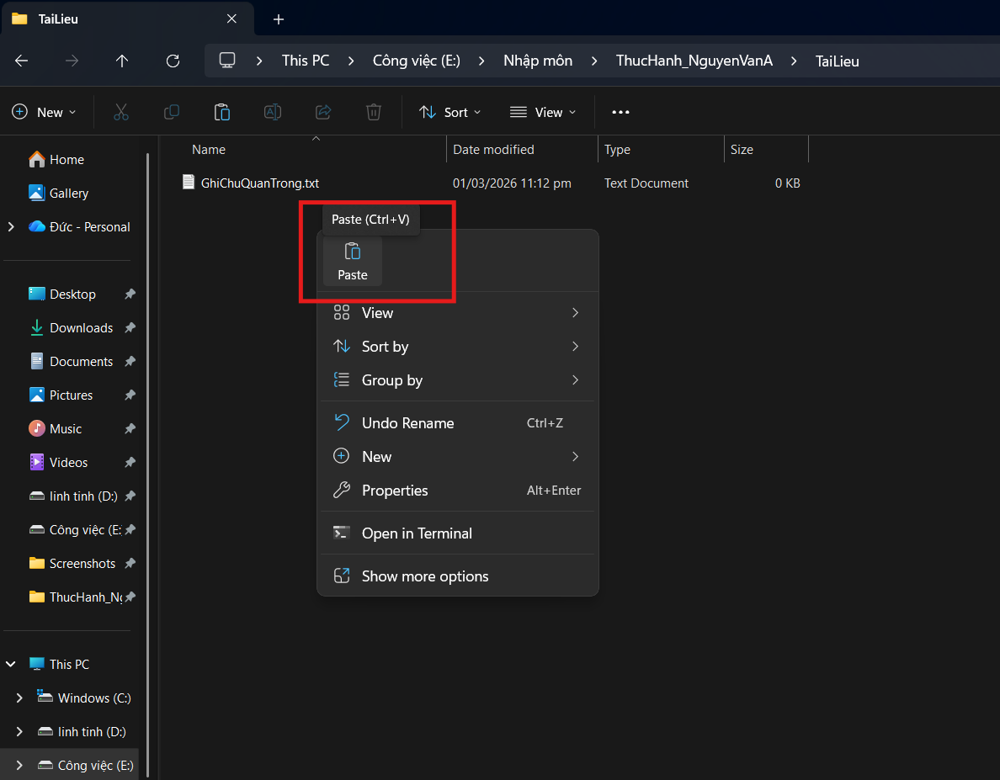 TaiLieu
This PC > Công việc (E:) > Nhập môn > ThucHanh_NguyenVanA > TaiLieu
New Sort View
Name Date modified Type Size
GhiChuQuanTrong.txt 01/03/2026 11:12 pm Text Document 0 KB
Home
Gallery
Đức - Personal
Desktop
Downloads
Documents
Pictures
Music
Videos
linh tinh (D:)
Công việc (E:
Screenshots
ThucHanh_Ng
This PC
Windows (C:)
linh tinh (D:)
Công việc (E:)
Paste (Ctrl+V)
Paste
View
Sort by
Group by
Undo Rename Ctrl+Z
New
Properties Alt+Enter
Open in Terminal
Show more options